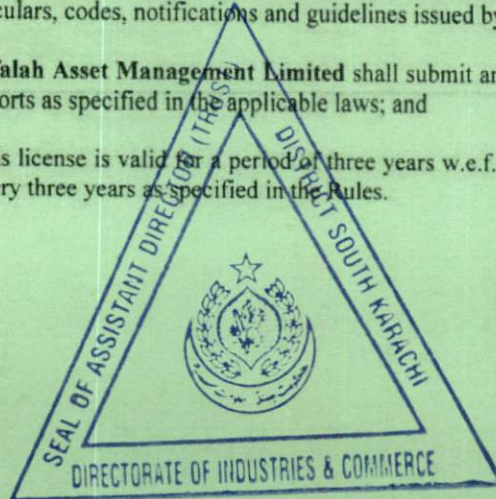 culars, codes, notifications and guidelines issued by
falah Asset Management Limited shall submit an
orts as specified in the applicable laws; and
s license is valid for a period of three years w.e.f.
ry three years as specified in the Rules.
SEAL OF ASSISTANT DIRECTOR (TRUST)
DISTRICT SOUTH KARACHI
DIRECTORATE OF INDUSTRIES & COMMERCE